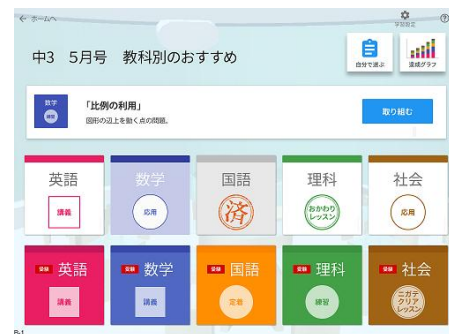 ← ホームへ
学習設定
中3 5月号 教科別のおすすめ
自分で選ぶ
達成グラフ
数学
練習
「比例の利用」
図形の辺上を動く点の問題。
取り組む
英語
講義
数学
応用
国語
済
理科
おかわり
レッスン
社会
応用
受験 英語
講義
受験 数学
講義
受験 国語
定着
受験 理科
練習
受験 社会
ニガテ
クリア
レッスン
B-1